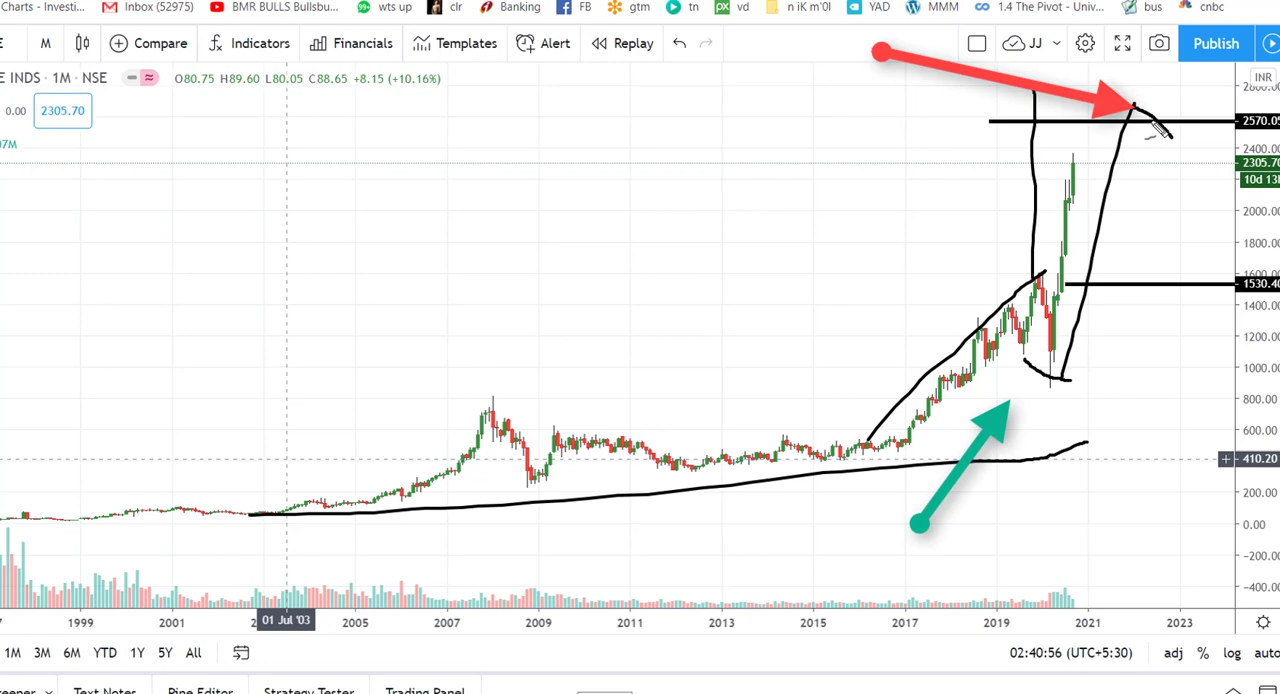 Charts - Investi... Inbox (52975) BMR BULLS Bullsbu... wts up clr Banking FB gtm tn vd n iK m'0I YAD MMM 1.4 The Pivot - Univ... bus cnbc
M Compare Indicators Financials Templates Alert Replay JJ Publish
E INDS · 1M · NSE O80.75 H89.60 L80.05 C88.65 +8.15 (+10.16%) INR
0.00 2305.70
07M
2800.00
2570.05
2400.00
2305.70
10d 13h
2000.00
1800.00
1600.00
1530.40
1400.00
1200.00
1000.00
800.00
600.00
410.20
200.00
0.00
−200.00
−400.00
1999 2001 01 Jul '03 2005 2007 2009 2011 2013 2015 2017 2019 2021 2023
1M 3M 6M YTD 1Y 5Y All 02:40:56 (UTC+5:30) adj % log auto
Text Notes Pine Editor Strategy Tester Trading Panel